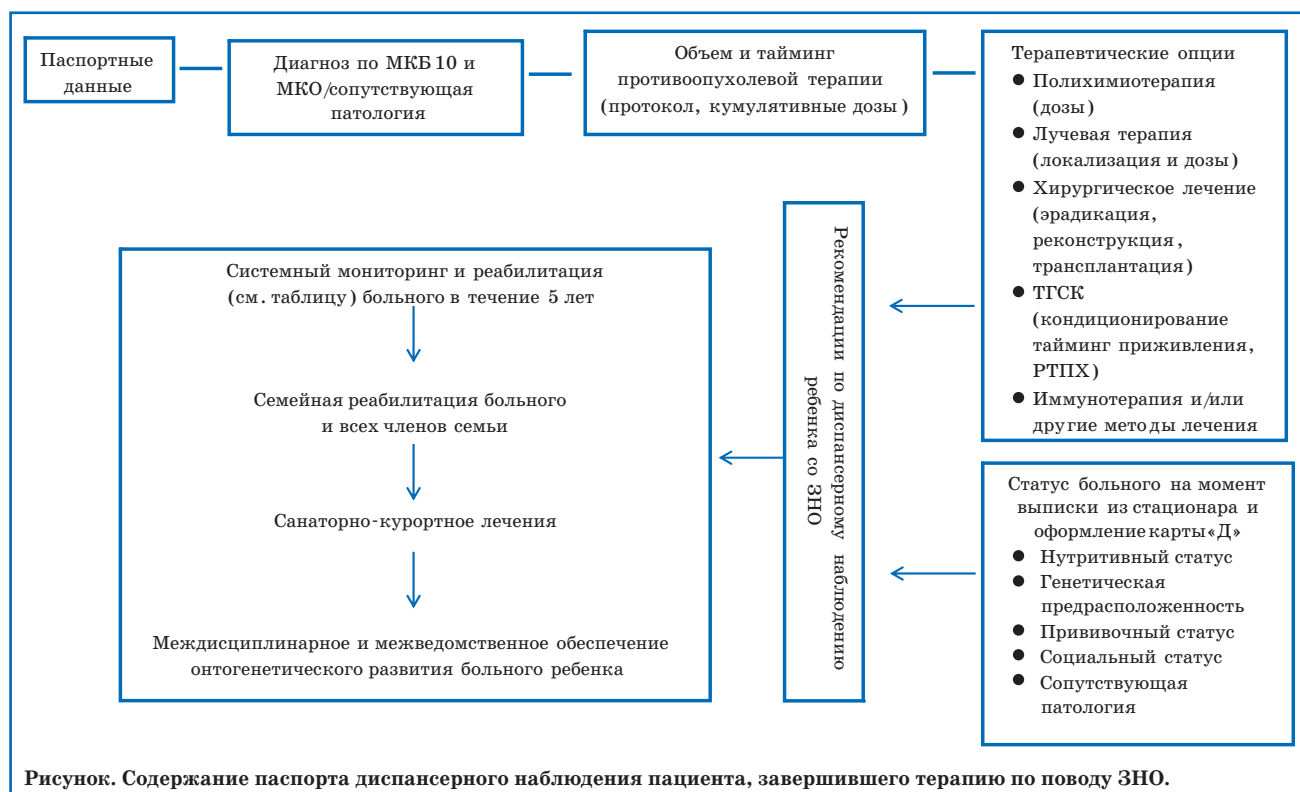 Паспортные
данные
Диагноз по МКБ 10 и
МКО/сопутствующая
патология
Объем и тайминг
противоопухолевой терапии
(протокол, кумулятивные дозы)
Терапевтические опции
● Полихимиотерапия
(дозы)
● Лучевая терапия
(локализация и дозы)
● Хирургическое лечение
(эрадикация,
реконструкция,
трансплантация)
● ТГСК
(кондиционирование
тайминг приживления,
РТПХ)
● Иммунотерапия и/или
другие методы лечения
Статус больного на момент
выписки из стационара и
оформление карты «Д»
● Нутритивный статус
● Генетическая
предрасположенность
● Прививочный статус
● Социальный статус
● Сопутствующая
патология
Рекомендации по диспансерному наблюдению
ребенка со ЗНО
Системный мониторинг и реабилитация
(см. таблицу) больного в течение 5 лет
Семейная реабилитация больного
и всех членов семьи
Санаторно-курортное лечения
Междисциплинарное и межведомственное обеспечение
онтогенетического развития больного ребенка
Рисунок. Содержание паспорта диспансерного наблюдения пациента, завершившего терапию по поводу ЗНО.